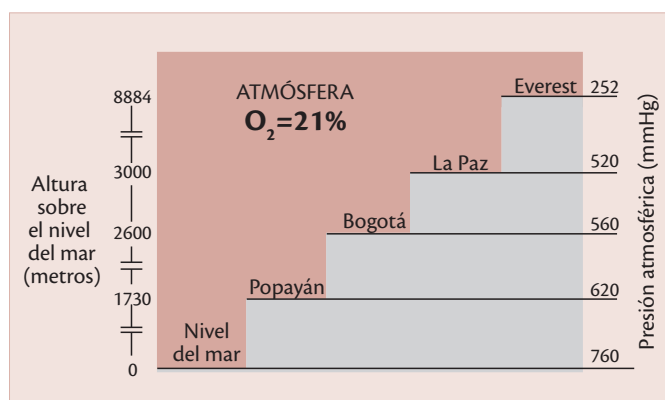 ATMÓSFERA
O₂=21%
Everest
252
8884
La Paz
520
3000
Bogotá
560
2600
Popayán
620
1730
Nivel
del mar
760
0
Altura
sobre
el nivel
del mar
(metros)
Presión atmosférica (mmHg)